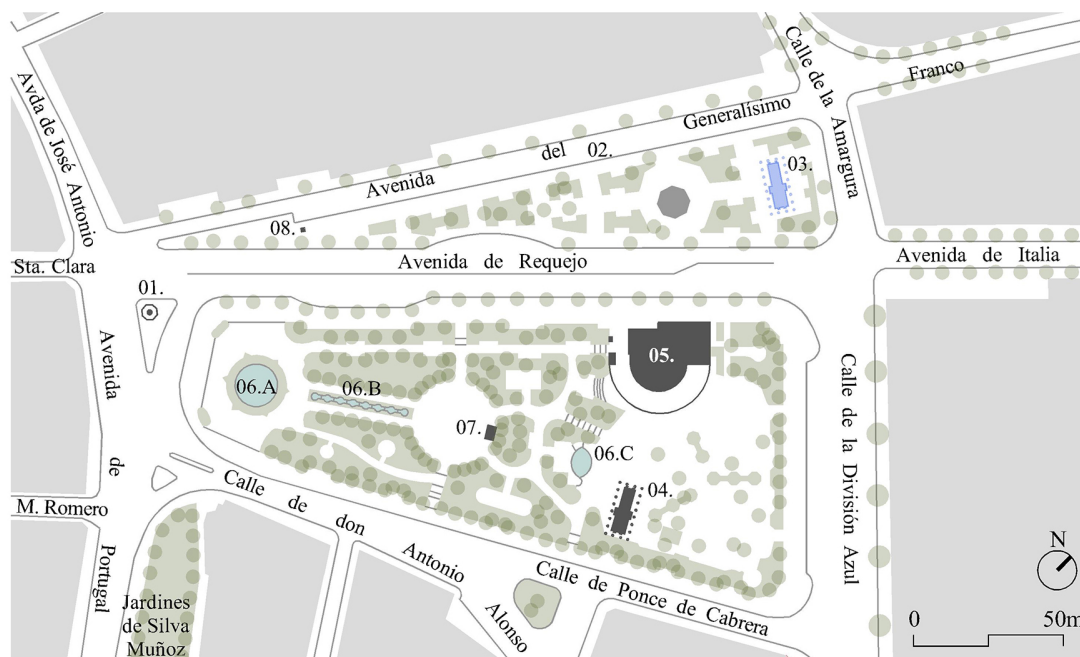 Calle de la Amargura
Franco
Generalísimo
del 02.
Avenida
Avda de José Antonio
03.
08.
Sta. Clara
Avenida de Requejo
Avenida de Italia
01.
05.
06.A
06.B
07.
06.C
04.
Avenida de Portugal
Calle de la División Azul
M. Romero
Calle de don Antonio Alonso
Calle de Ponce de Cabrera
N
0 50m
Jardines
de Silva
Muñoz